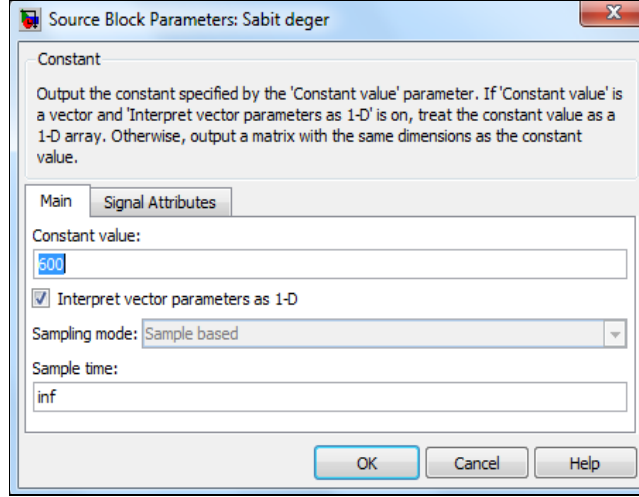 Source Block Parameters: Sabit deger
Constant
Output the constant specified by the 'Constant value' parameter. If 'Constant value' is
a vector and 'Interpret vector parameters as 1-D' is on, treat the constant value as a
1-D array. Otherwise, output a matrix with the same dimensions as the constant
value.
Main Signal Attributes
Constant value:
600
Interpret vector parameters as 1-D
Sampling mode: Sample based
Sample time:
inf
OK Cancel Help